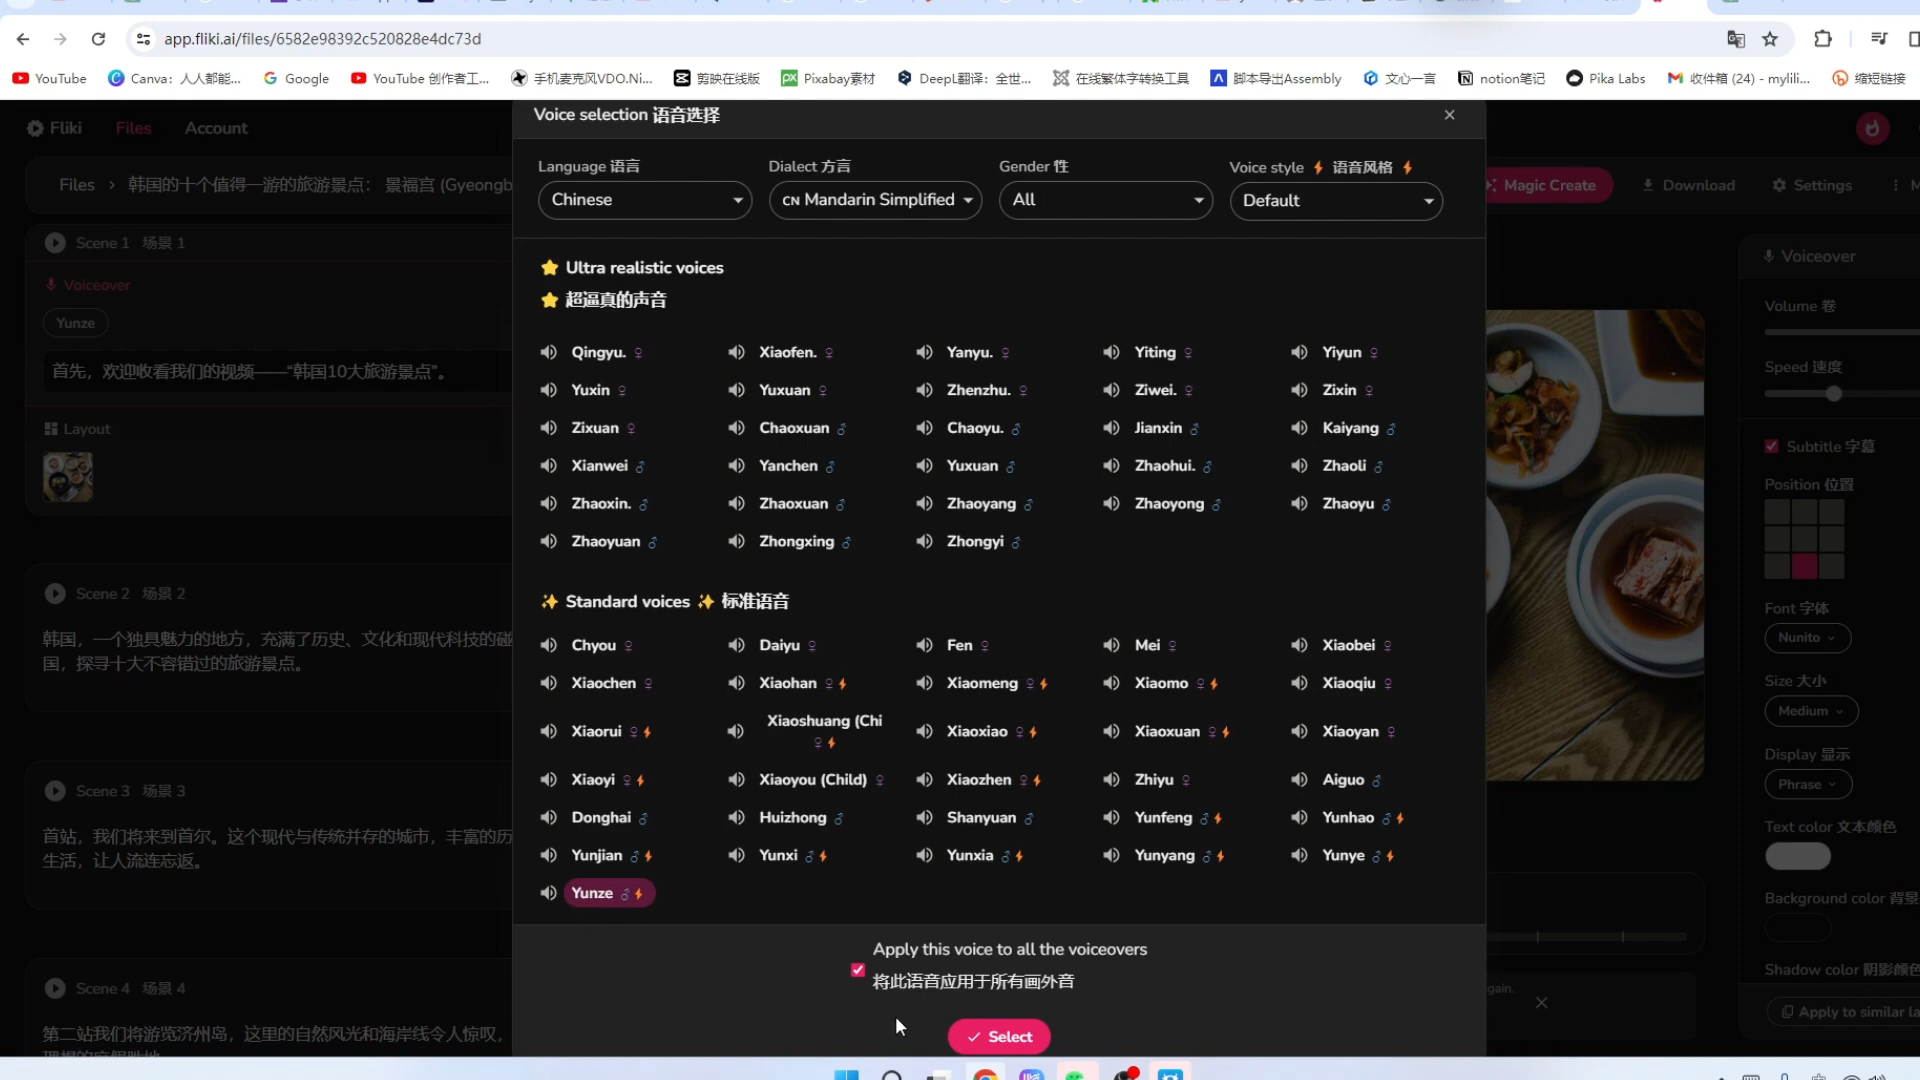 app.fliki.ai/files/6582e98392c520828e4dc73d
YouTube
Canva：人人都能...
Google
YouTube 创作者工...
手机麦克风VDO.Ni...
剪映在线版
Pixabay素材
DeepL翻译：全世...
在线繁体字转换工具
脚本导出Assembly
文心一言
notion笔记
Pika Labs
收件箱 (24) - mylili...
缩短链接
Fliki
Files
Account
Files › 韩国的十个值得一游的旅游景点： 景福宫 (Gyeongb
Magic Create
Download
Settings
Scene 1 场景 1
Voiceover
Yunze
首先，欢迎收看我们的视频——“韩国10大旅游景点”。
Layout
Scene 2 场景 2
韩国，一个独具魅力的地方，充满了历史、文化和现代科技的磁
国，探寻十大不容错过的旅游景点。
Scene 3 场景 3
首站，我们将来到首尔。这个现代与传统并存的城市，丰富的历
生活，让人流连忘返。
Scene 4 场景 4
第二站我们将游览济州岛，这里的自然风光和海岸线令人惊叹，
Voice selection 语音选择
Language 语言
Chinese
Dialect 方言
CN Mandarin Simplified
Gender 性
All
Voice style ⚡ 语音风格 ⚡
Default
⭐ Ultra realistic voices
⭐ 超逼真的声音
Qingyu. ♀ Xiaofen. ♀ Yanyu. ♀ Yiting ♀ Yiyun ♀
Yuxin ♀ Yuxuan ♀ Zhenzhu. ♀ Ziwei. ♀ Zixin ♀
Zixuan ♀ Chaoxuan ♂ Chaoyu. ♂ Jianxin ♂ Kaiyang ♂
Xianwei ♂ Yanchen ♂ Yuxuan ♂ Zhaohui. ♂ Zhaoli ♂
Zhaoxin. ♂ Zhaoxuan ♂ Zhaoyang ♂ Zhaoyong ♂ Zhaoyu ♂
Zhaoyuan ♂ Zhongxing ♂ Zhongyi ♂
✨ Standard voices ✨ 标准语音
Chyou ♀ Daiyu ♀ Fen ♀ Mei ♀ Xiaobei ♀
Xiaochen ♀ Xiaohan ♀⚡ Xiaomeng ♀⚡ Xiaomo ♀⚡ Xiaoqiu ♀
Xiaorui ♀⚡ Xiaoshuang (Chi ♀⚡ Xiaoxiao ♀⚡ Xiaoxuan ♀⚡ Xiaoyan ♀
Xiaoyi ♀⚡ Xiaoyou (Child) ♀ Xiaozhen ♀⚡ Zhiyu ♀ Aiguo ♂
Donghai ♂ Huizhong ♂ Shanyuan ♂ Yunfeng ♂⚡ Yunhao ♂⚡
Yunjian ♂⚡ Yunxi ♂⚡ Yunxia ♂⚡ Yunyang ♂⚡ Yunye ♂⚡
Yunze ♂⚡
Apply this voice to all the voiceovers
将此语音应用于所有画外音
Select
Voiceover
Volume 卷
Speed 速度
Subtitle 字幕
Position 位置
Font 字体
Nunito
Size 大小
Medium
Display 显示
Phrase
Text color 文本颜色
Background color 背景
Shadow color 阴影颜色
gain.
Apply to similar la